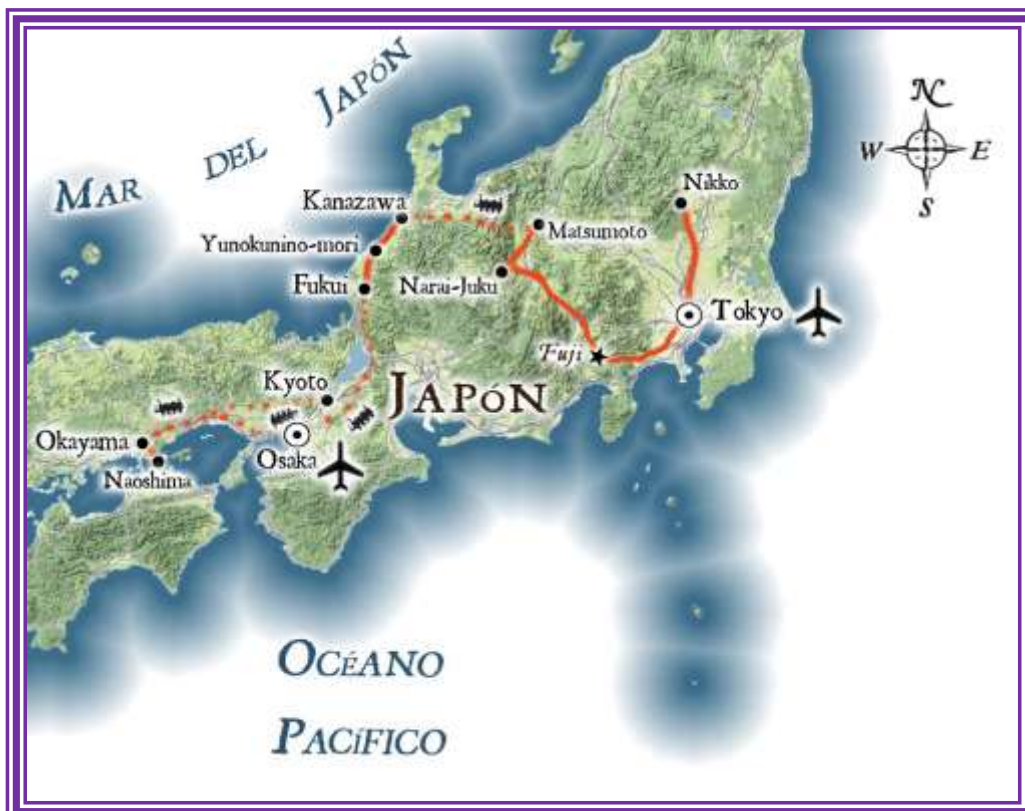 MAR DEL JAPÓN
N
W E
S
Nikko
Kanazawa
Matsumoto
Yunokunino-mori
Narai-Juku
Fukui
Tokyo
Fuji
Kyoto
JAPÓN
Okayama
Osaka
Naoshima
OCÉANO
PACÍFICO